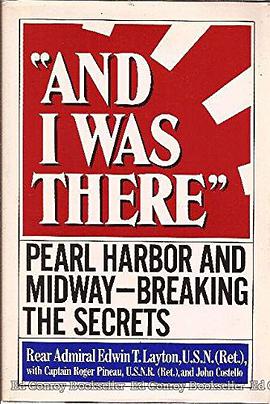 "AND
I WAS
THERE"
PEARL HARBOR AND
MIDWAY—BREAKING
THE SECRETS
Rear Admiral Edwin T. Layton, U.S.N. (Ret.),
with Captain Roger Pineau, U.S.N.R. (Ret.), and John Costello
Ed Conroy Bookseller Ed Conroy Bookseller Ed Co